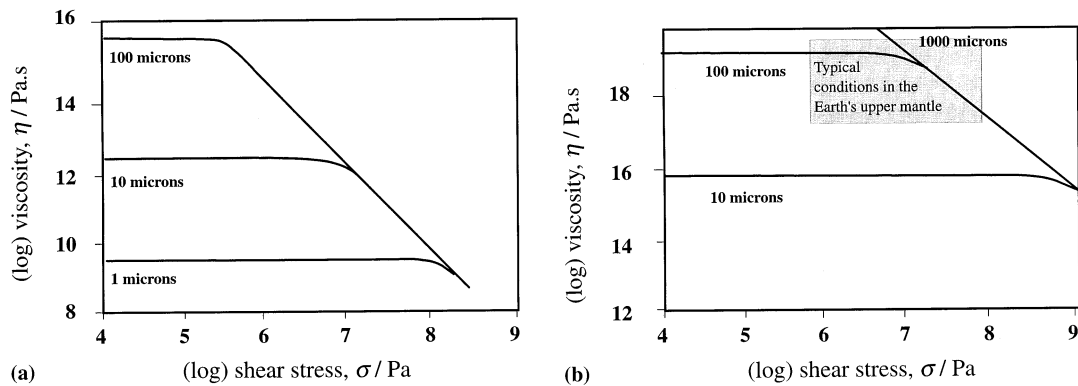 16
100 microns
14
(log) viscosity, η / Pa.s
12
10 microns
10
1 microns
8
4 5 6 7 8 9
(a)
(log) shear stress, σ / Pa
1000 microns
100 microns
Typical
conditions in the
Earth's upper mantle
18
(log) viscosity, η / Pa.s
16
10 microns
14
12
4 5 6 7 8 9
(b)
(log) shear stress, σ / Pa